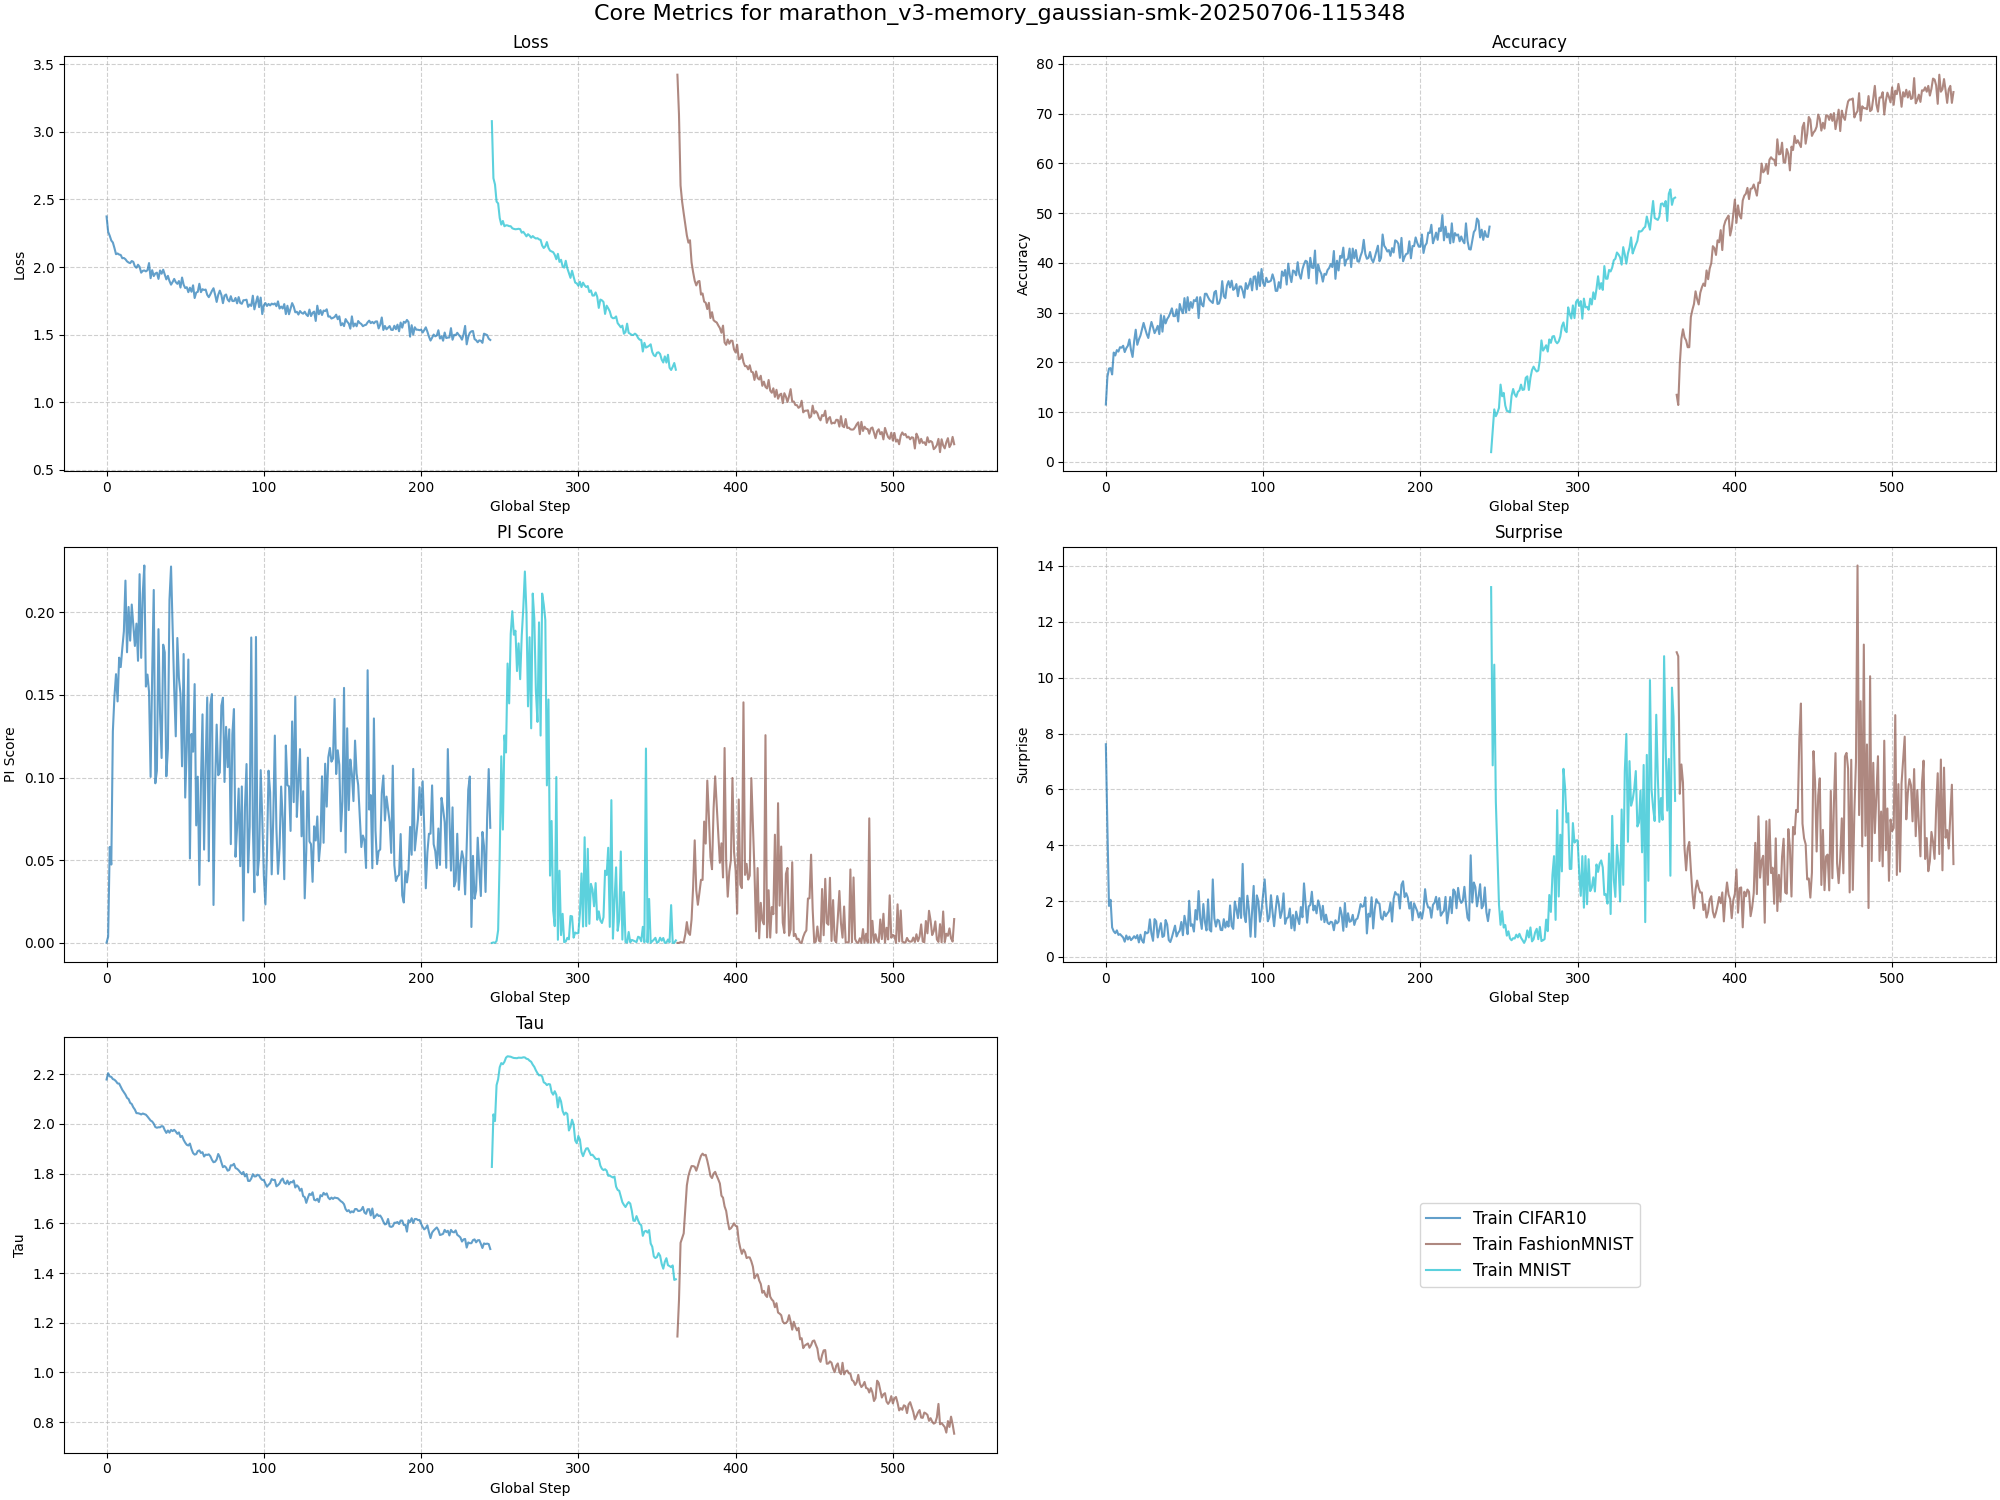 Core Metrics for marathon_v3-memory_gaussian-smk-20250706-115348
Loss
Loss
3.5
3.0
2.5
2.0
1.5
1.0
0.5
0 100 200 300 400 500
Global Step
Accuracy
Accuracy
80
70
60
50
40
30
20
10
0
0 100 200 300 400 500
Global Step
PI Score
PI Score
0.20
0.15
0.10
0.05
0.00
0 100 200 300 400 500
Global Step
Surprise
Surprise
14
12
10
8
6
4
2
0
0 100 200 300 400 500
Global Step
Tau
Tau
2.2
2.0
1.8
1.6
1.4
1.2
1.0
0.8
0 100 200 300 400 500
Global Step
Train CIFAR10
Train FashionMNIST
Train MNIST